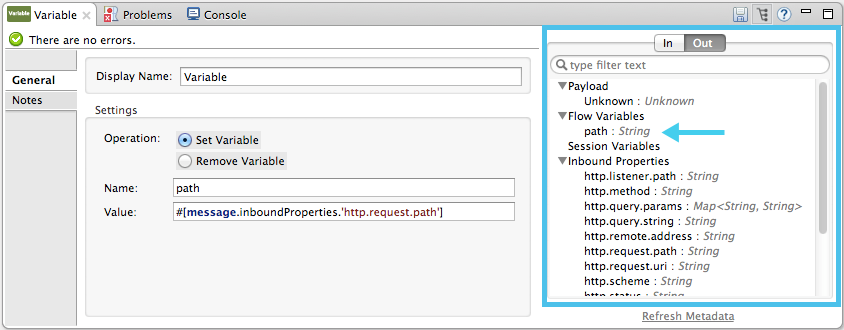 Variable Variable Problems Console
There are no errors.
General
Notes
Display Name: Variable
Settings
Operation: Set Variable
Remove Variable
Name: path
Value: #[message.inboundProperties.'http.request.path']
In Out
type filter text
Payload
Unknown : Unknown
Flow Variables
path : String
Session Variables
Inbound Properties
http.listener.path : String
http.method : String
http.query.params : Map<String, String>
http.query.string : String
http.remote.address : String
http.request.path : String
http.request.uri : String
http.scheme : String
http.status : String
Refresh Metadata